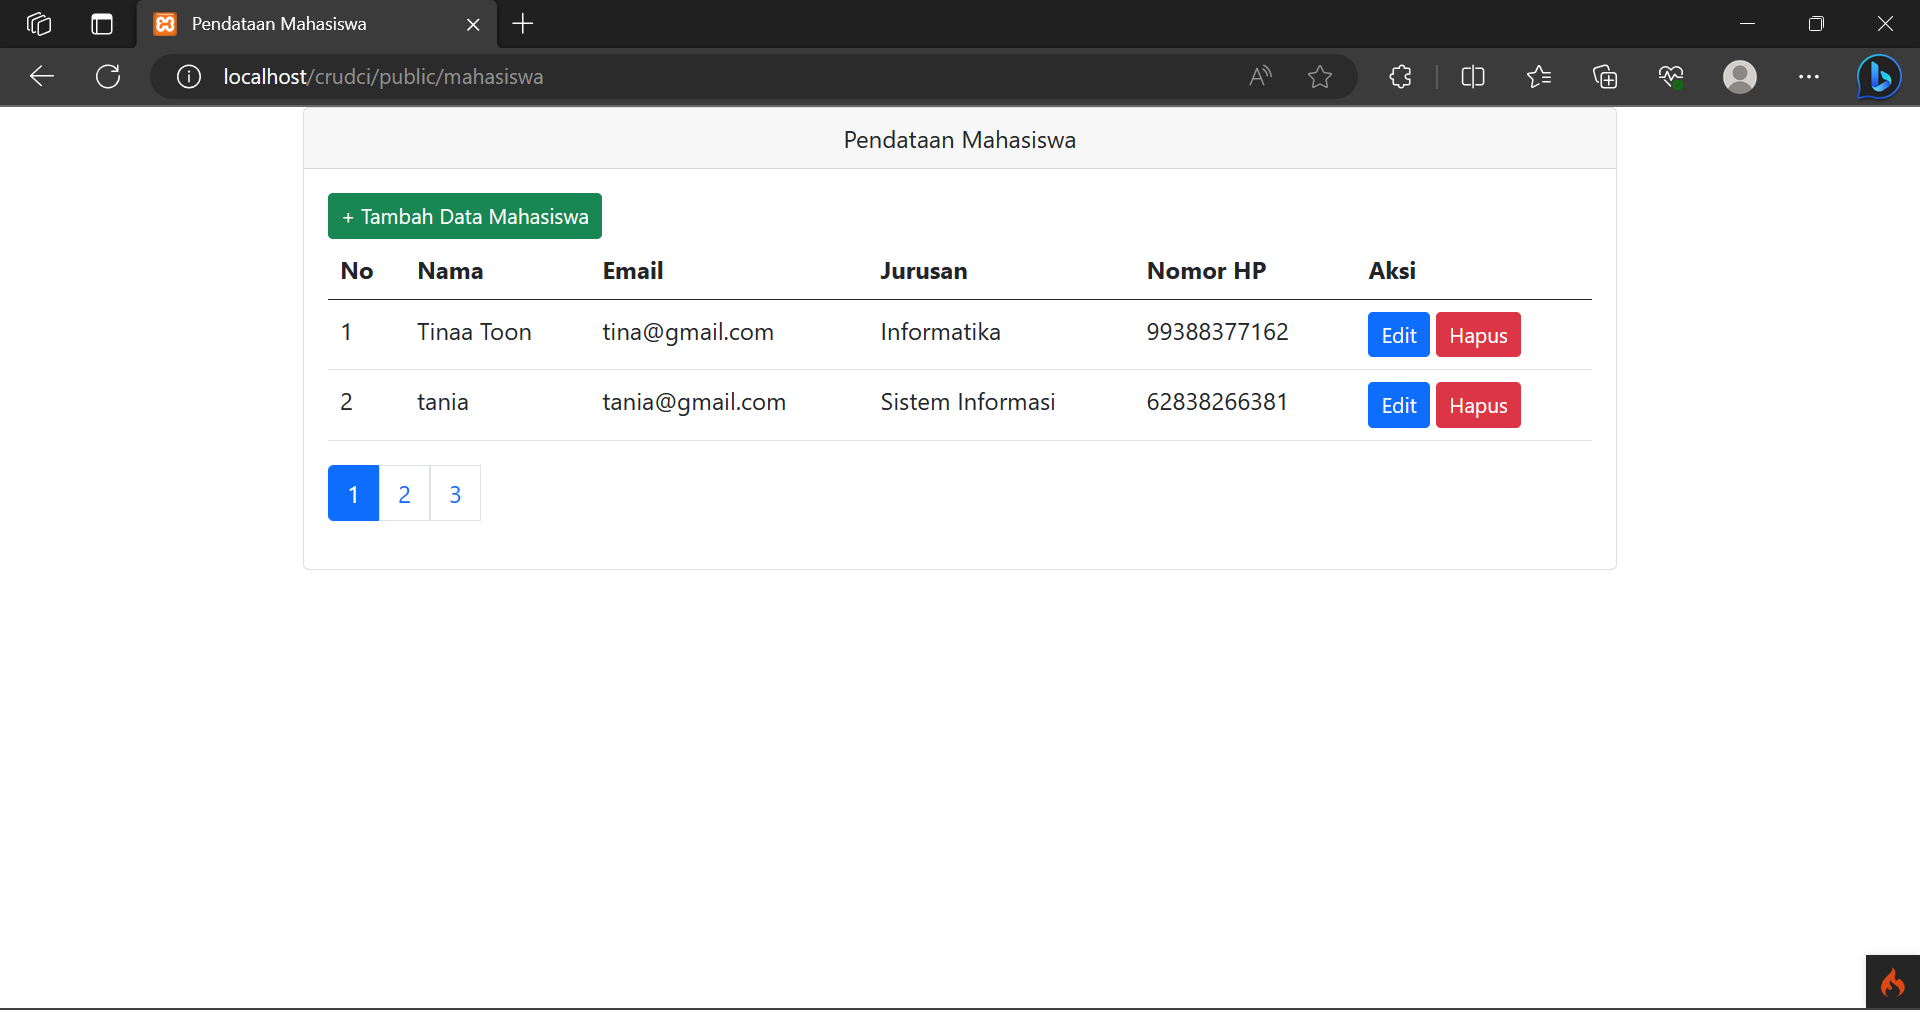 Pendataan Mahasiswa
localhost/crudci/public/mahasiswa
Pendataan Mahasiswa
+ Tambah Data Mahasiswa
No Nama Email Jurusan Nomor HP Aksi
1 Tinaa Toon tina@gmail.com Informatika 99388377162 Edit Hapus
2 tania tania@gmail.com Sistem Informasi 62838266381 Edit Hapus
1 2 3